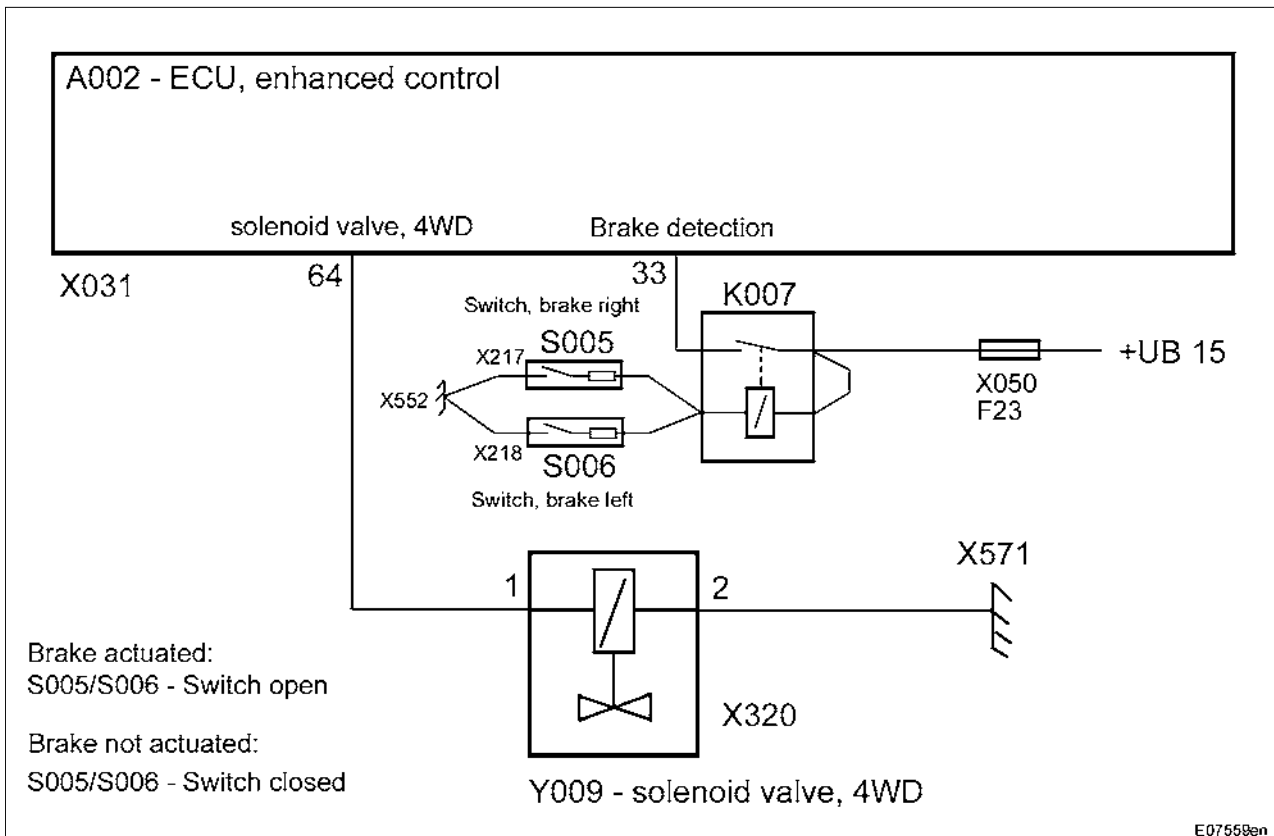 A002 - ECU, enhanced control
solenoid valve, 4WD
Brake detection
X031
64
33
K007
Switch, brake right
S005
X217
+UB 15
X050
F23
X552
X218
S006
Switch, brake left
X571
1
2
Brake actuated:
S005/S006 - Switch open
X320
Brake not actuated:
S005/S006 - Switch closed
Y009 - solenoid valve, 4WD
E07559en